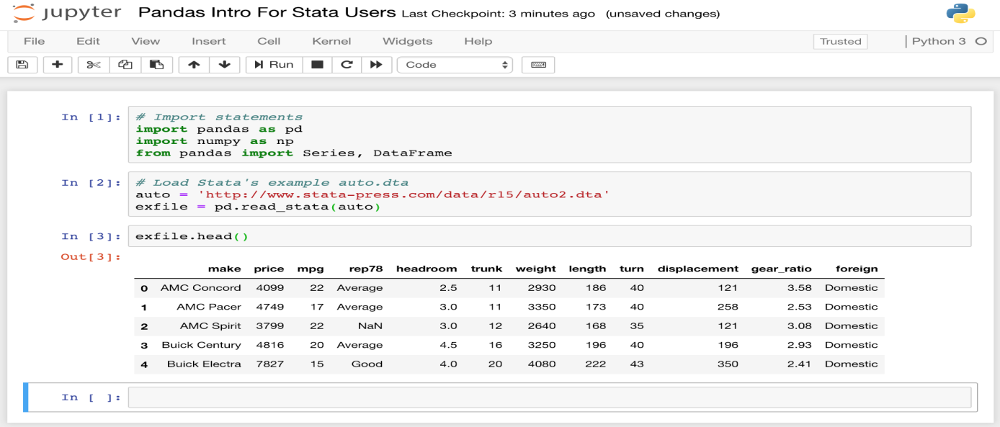 jupyter Pandas Intro For Stata Users Last Checkpoint: 3 minutes ago (unsaved changes)
File Edit View Insert Cell Kernel Widgets Help Trusted Python 3
Run Code
In [1]: # Import statements
import pandas as pd
import numpy as np
from pandas import Series, DataFrame
In [2]: # Load Stata's example auto.dta
auto = 'http://www.stata-press.com/data/r15/auto2.dta'
exfile = pd.read_stata(auto)
In [3]: exfile.head()
Out[3]:
make price mpg rep78 headroom trunk weight length turn displacement gear_ratio foreign
0 AMC Concord 4099 22 Average 2.5 11 2930 186 40 121 3.58 Domestic
1 AMC Pacer 4749 17 Average 3.0 11 3350 173 40 258 2.53 Domestic
2 AMC Spirit 3799 22 NaN 3.0 12 2640 168 35 121 3.08 Domestic
3 Buick Century 4816 20 Average 4.5 16 3250 196 40 196 2.93 Domestic
4 Buick Electra 7827 15 Good 4.0 20 4080 222 43 350 2.41 Domestic
In [ ]: